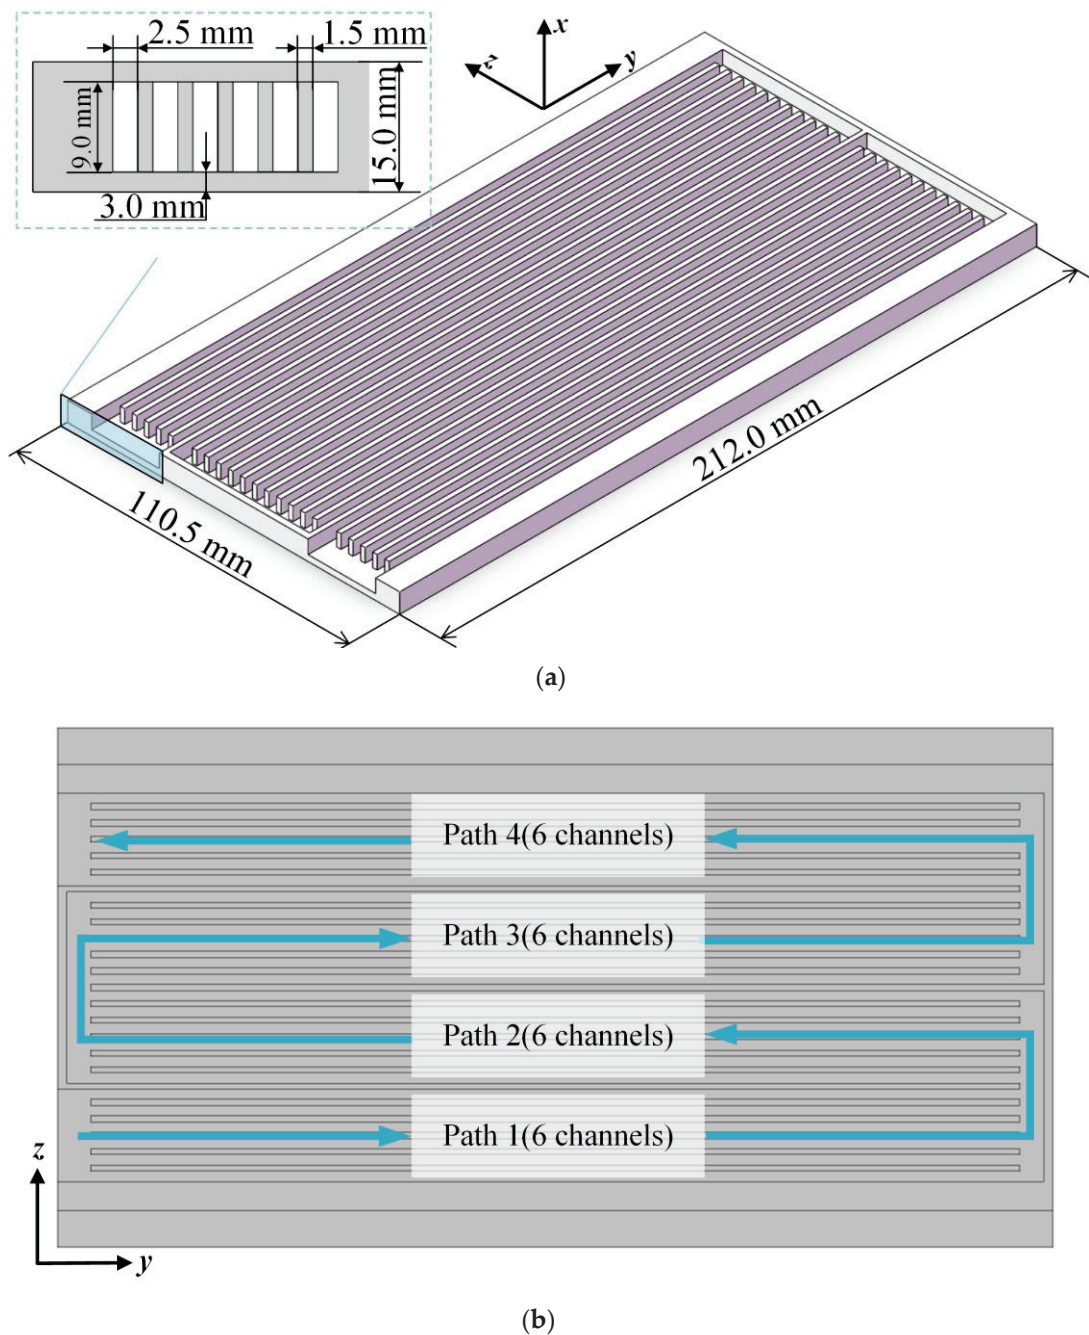 2.5 mm
1.5 mm
9.0 mm
15.0 mm
3.0 mm
x
z
y
110.5 mm
212.0 mm
(a)
Path 4(6 channels)
Path 3(6 channels)
Path 2(6 channels)
Path 1(6 channels)
z
y
(b)